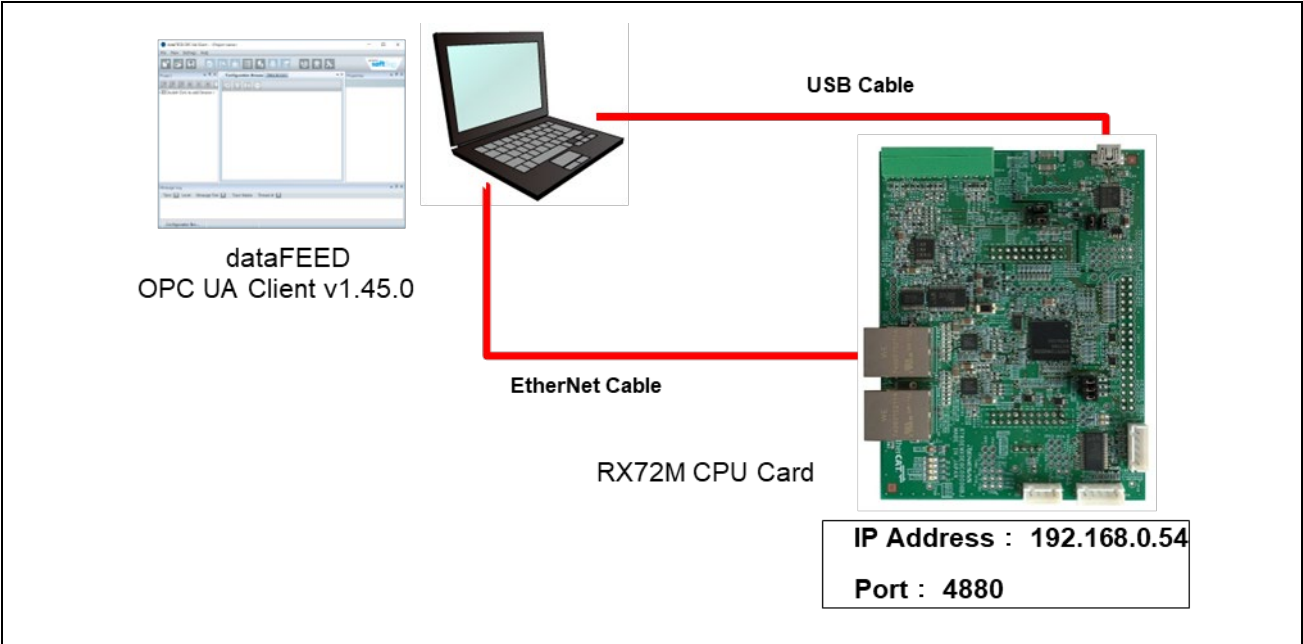 USB Cable
dataFEED
OPC UA Client v1.45.0
EtherNet Cable
RX72M CPU Card
IP Address : 192.168.0.54
Port : 4880